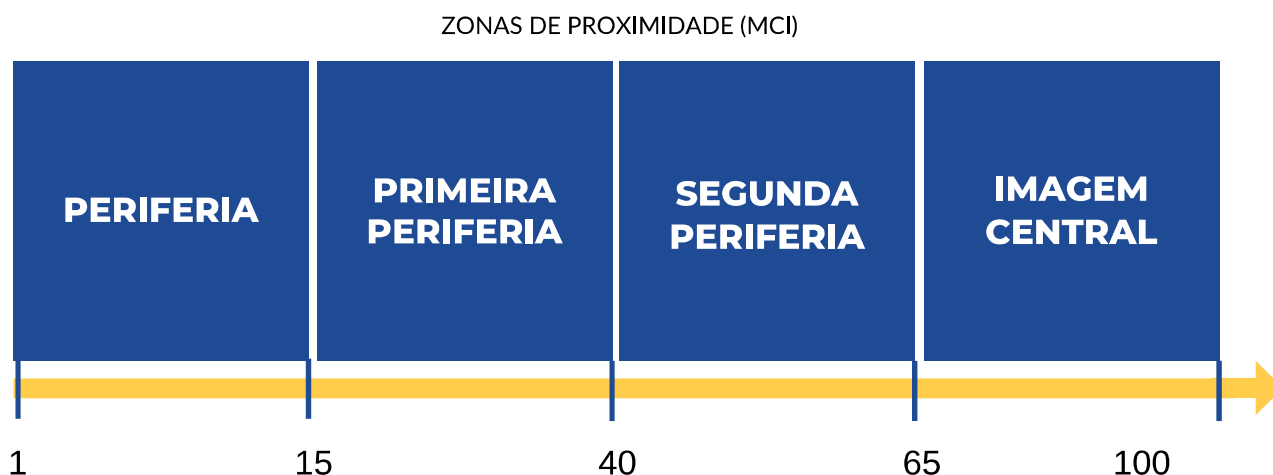 ZONAS DE PROXIMIDADE (MCI)
PERIFERIA
PRIMEIRA
PERIFERIA
SEGUNDA
PERIFERIA
IMAGEM
CENTRAL
1 15 40 65 100